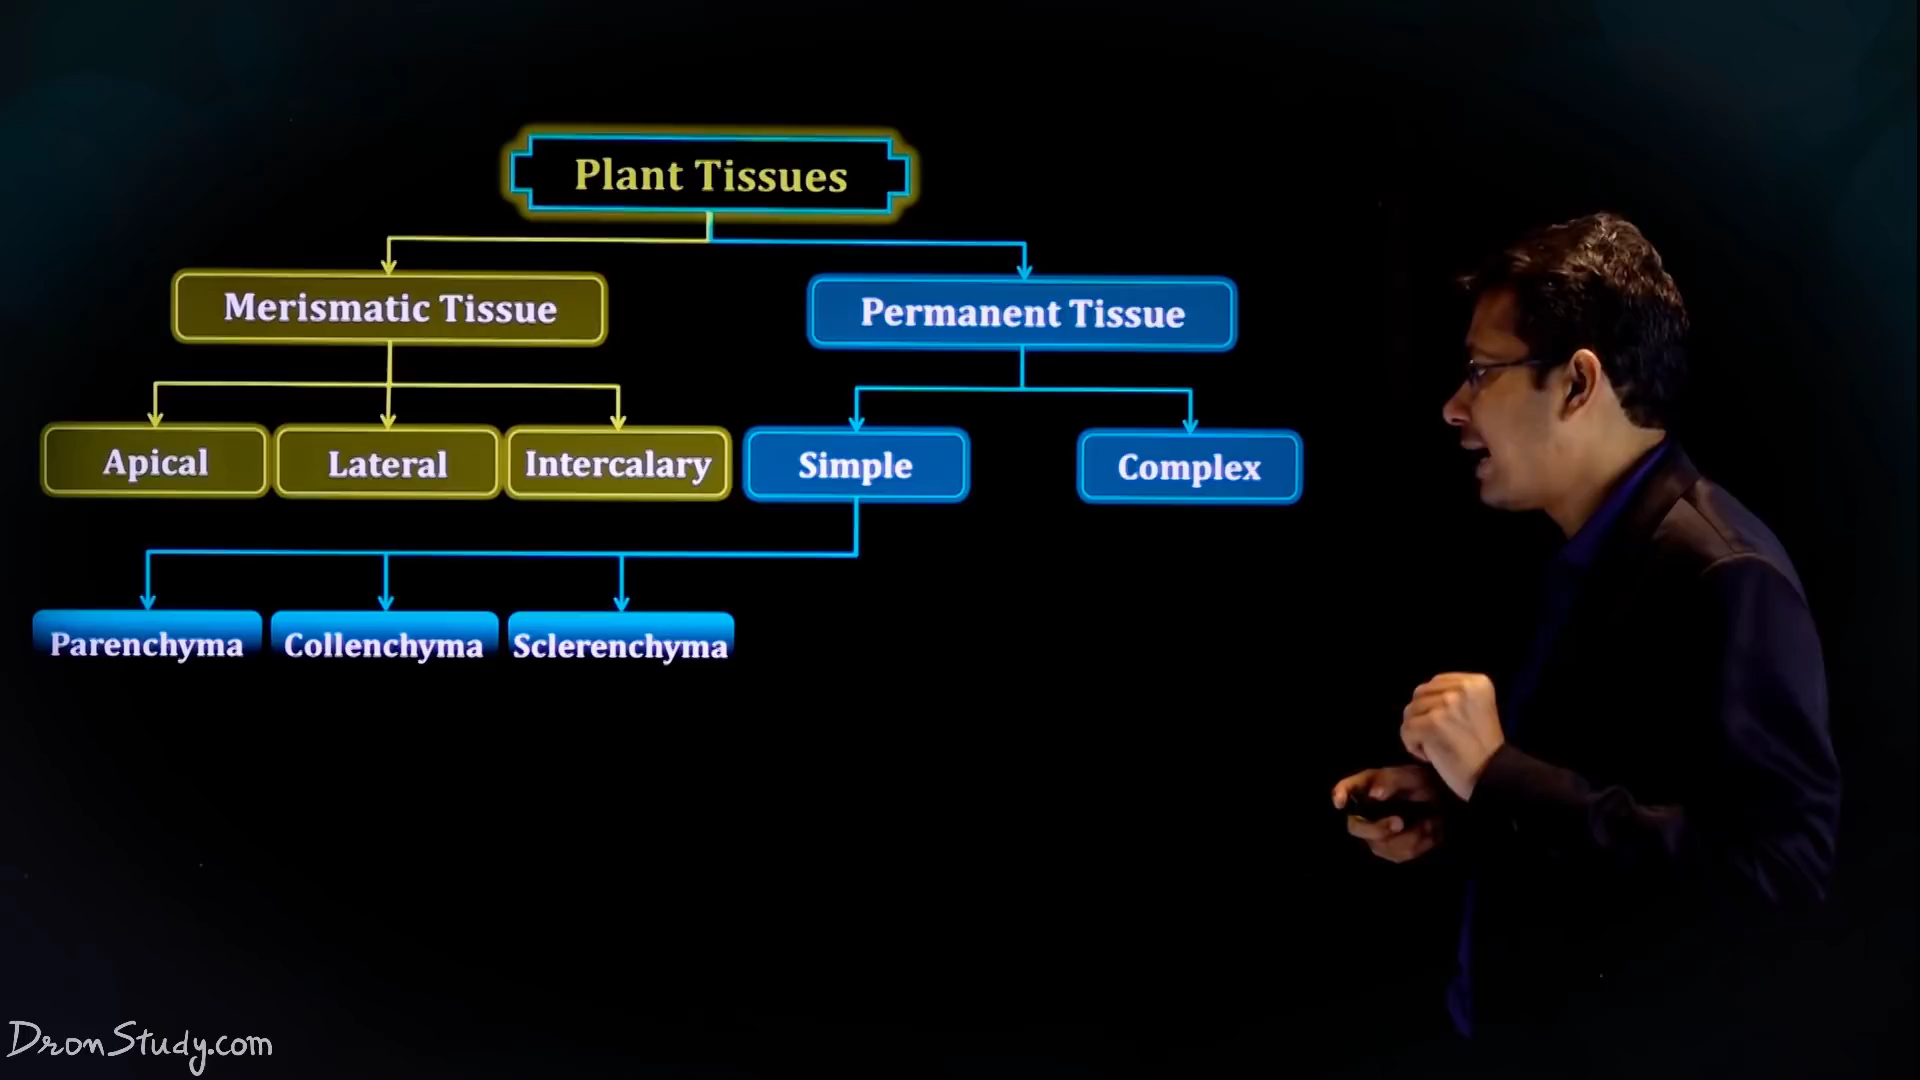 Plant Tissues
Merismatic Tissue
Permanent Tissue
Apical
Lateral
Intercalary
Simple
Complex
Parenchyma
Collenchyma
Sclerenchyma
DronStudy.com